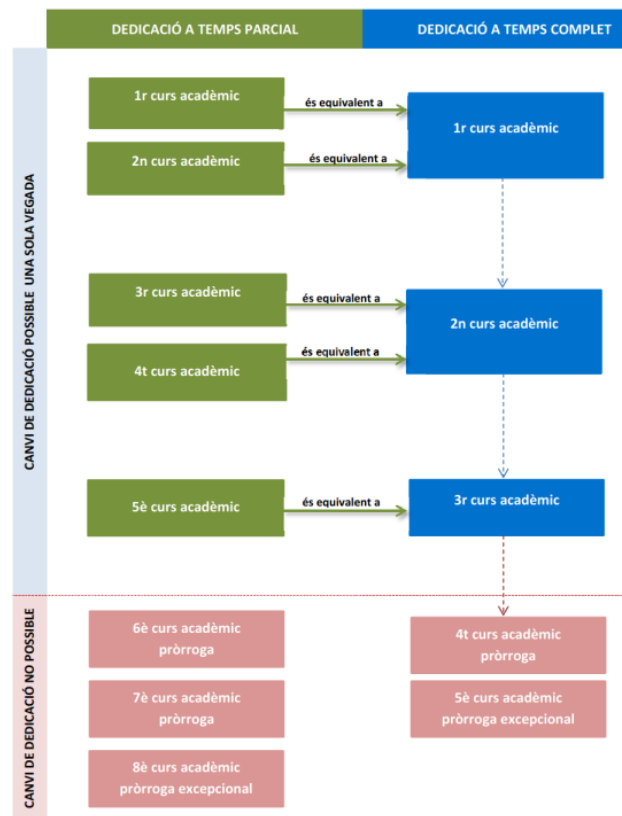 DEDICACIÓ A TEMPS PARCIAL
DEDICACIÓ A TEMPS COMPLET
CANVI DE DEDICACIÓ POSSIBLE UNA SOLA VEGADA
1r curs acadèmic
és equivalent a
1r curs acadèmic
2n curs acadèmic
és equivalent a
3r curs acadèmic
és equivalent a
2n curs acadèmic
4t curs acadèmic
és equivalent a
5è curs acadèmic
és equivalent a
3r curs acadèmic
CANVI DE DEDICACIÓ NO POSSIBLE
6è curs acadèmic
pròrroga
4t curs acadèmic
pròrroga
7è curs acadèmic
pròrroga
5è curs acadèmic
pròrroga excepcional
8è curs acadèmic
pròrroga excepcional